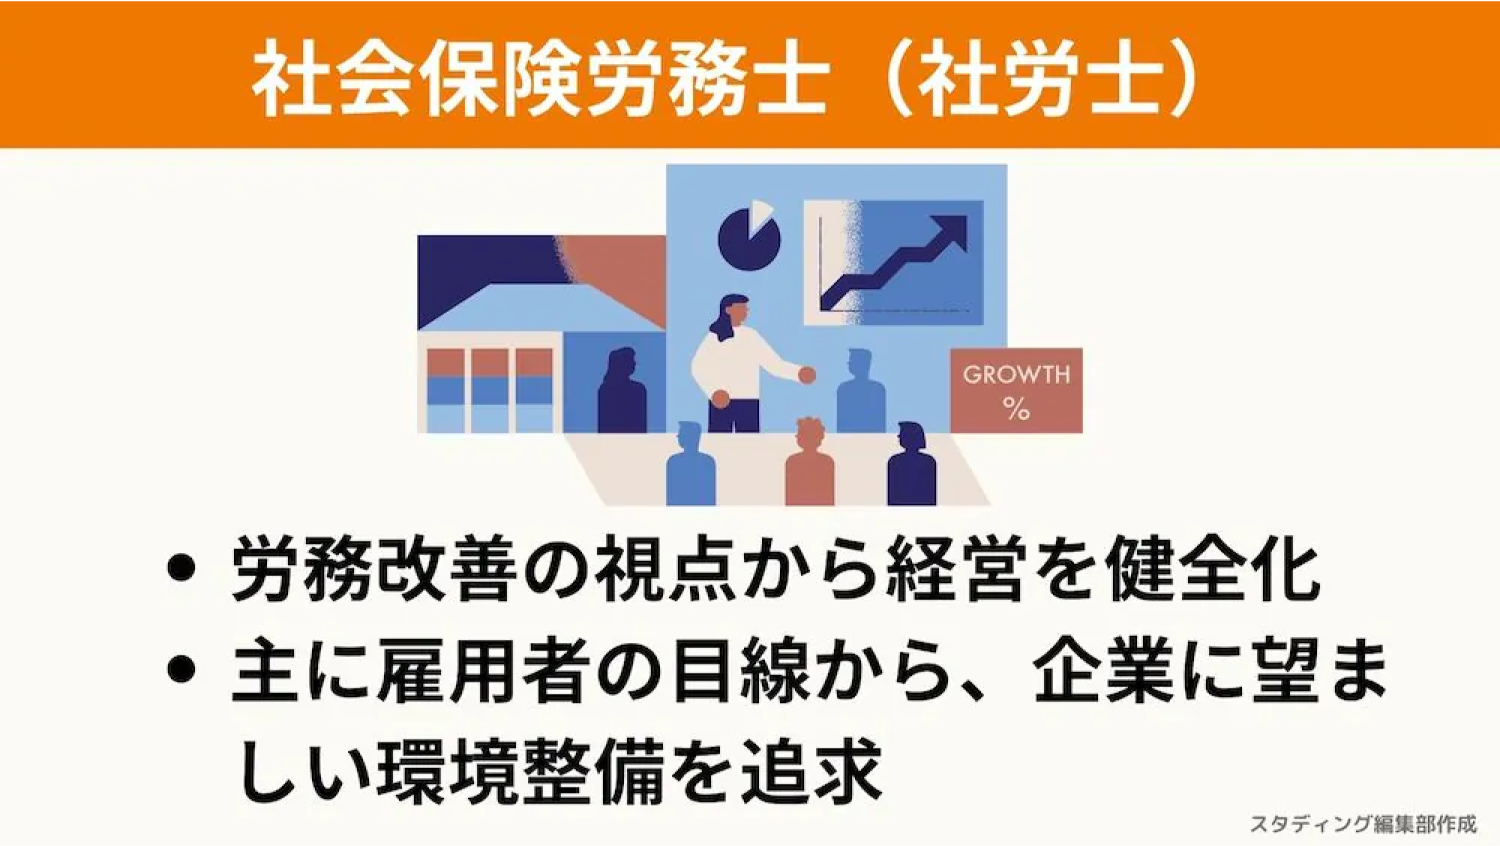 社会保険労務士（社労士）
GROWTH
%
• 労務改善の視点から経営を健全化
• 主に雇用者の目線から、企業に望ま
しい環境整備を追求
スタディング編集部作成